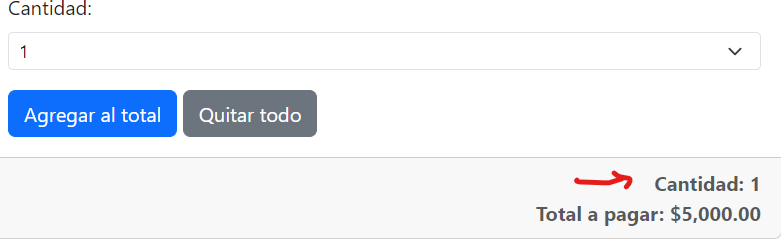 Cantidad:
1
Agregar al total Quitar todo
Cantidad: 1
Total a pagar: $5,000.00